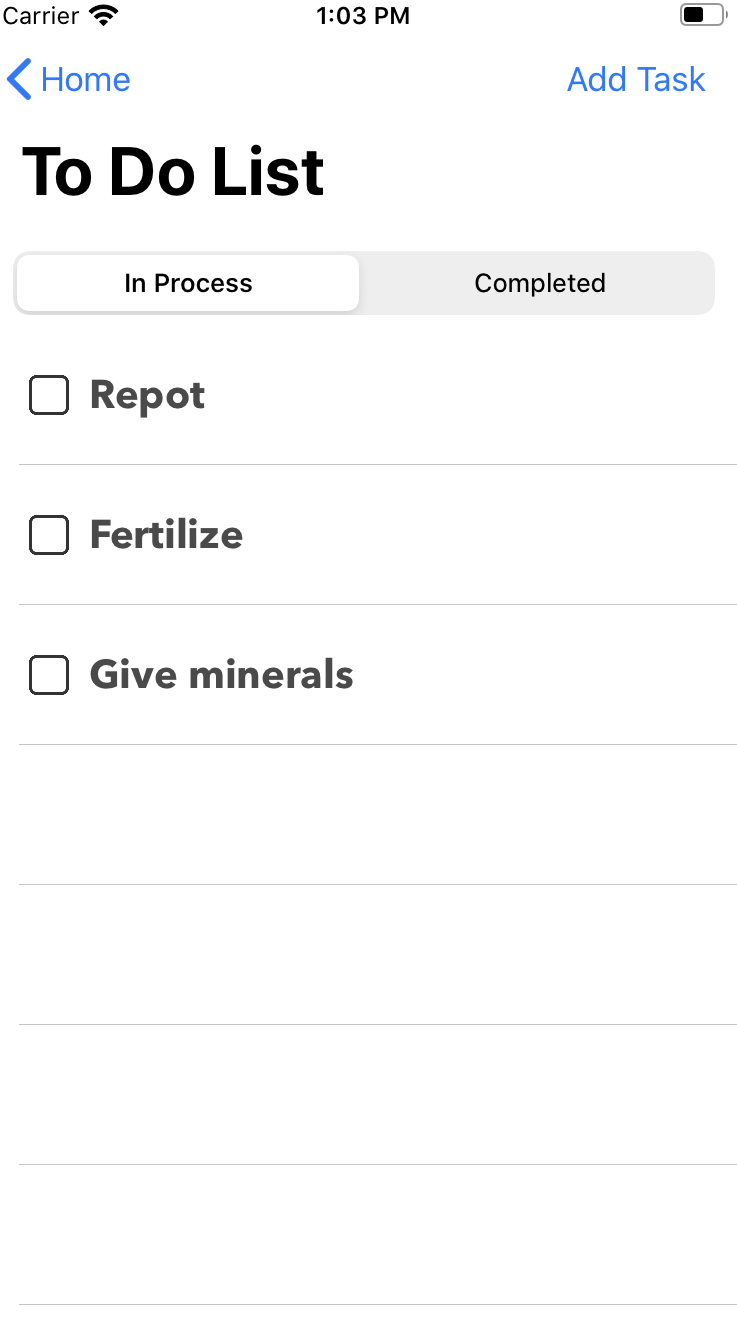 Carrier 1:03 PM
Home Add Task
To Do List
In Process Completed
Repot
Fertilize
Give minerals